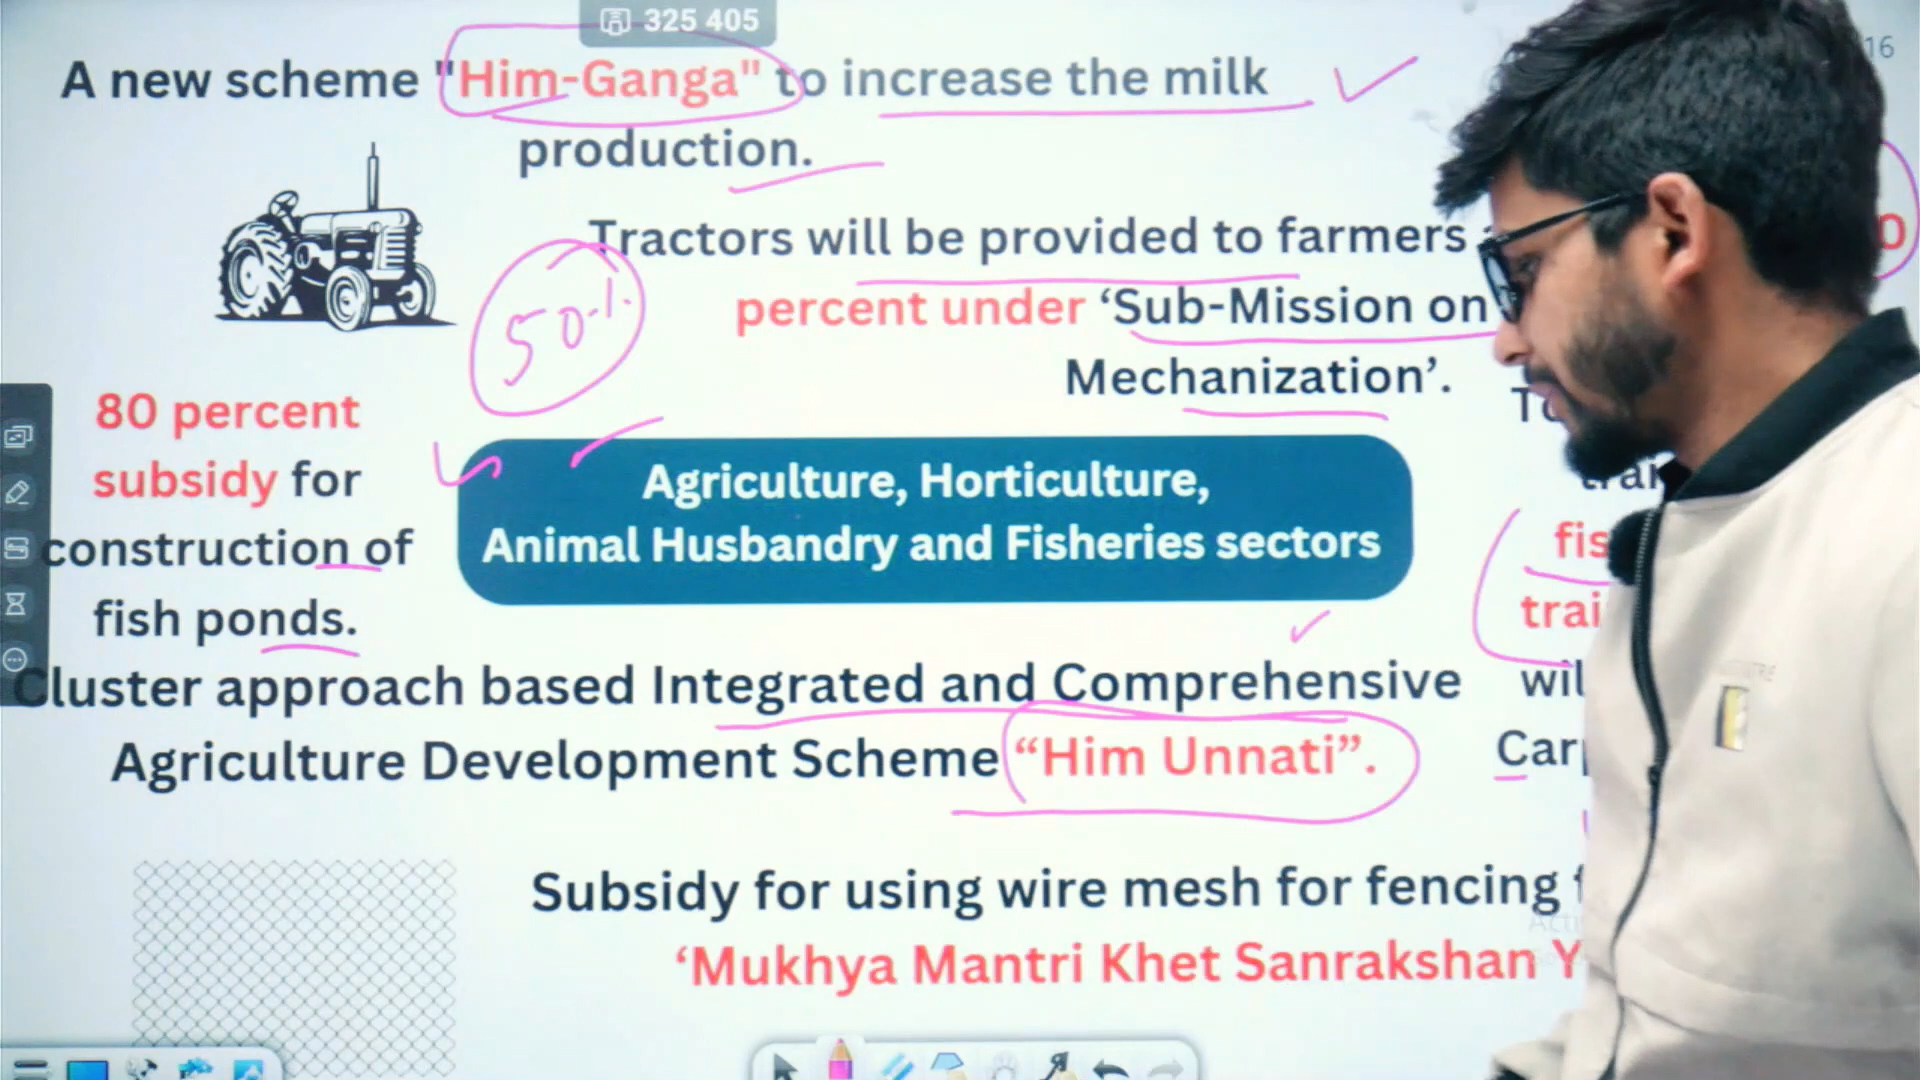 325 405
16
A new scheme "Him-Ganga" to increase the milk
production.
Tractors will be provided to farmers
percent under ‘Sub-Mission on
Mechanization’.
50%
80 percent
subsidy for
construction of
fish ponds.
Agriculture, Horticulture,
Animal Husbandry and Fisheries sectors
Cluster approach based Integrated and Comprehensive
Agriculture Development Scheme “Him Unnati”.
Subsidy for using wire mesh for fencing
‘Mukhya Mantri Khet Sanrakshan